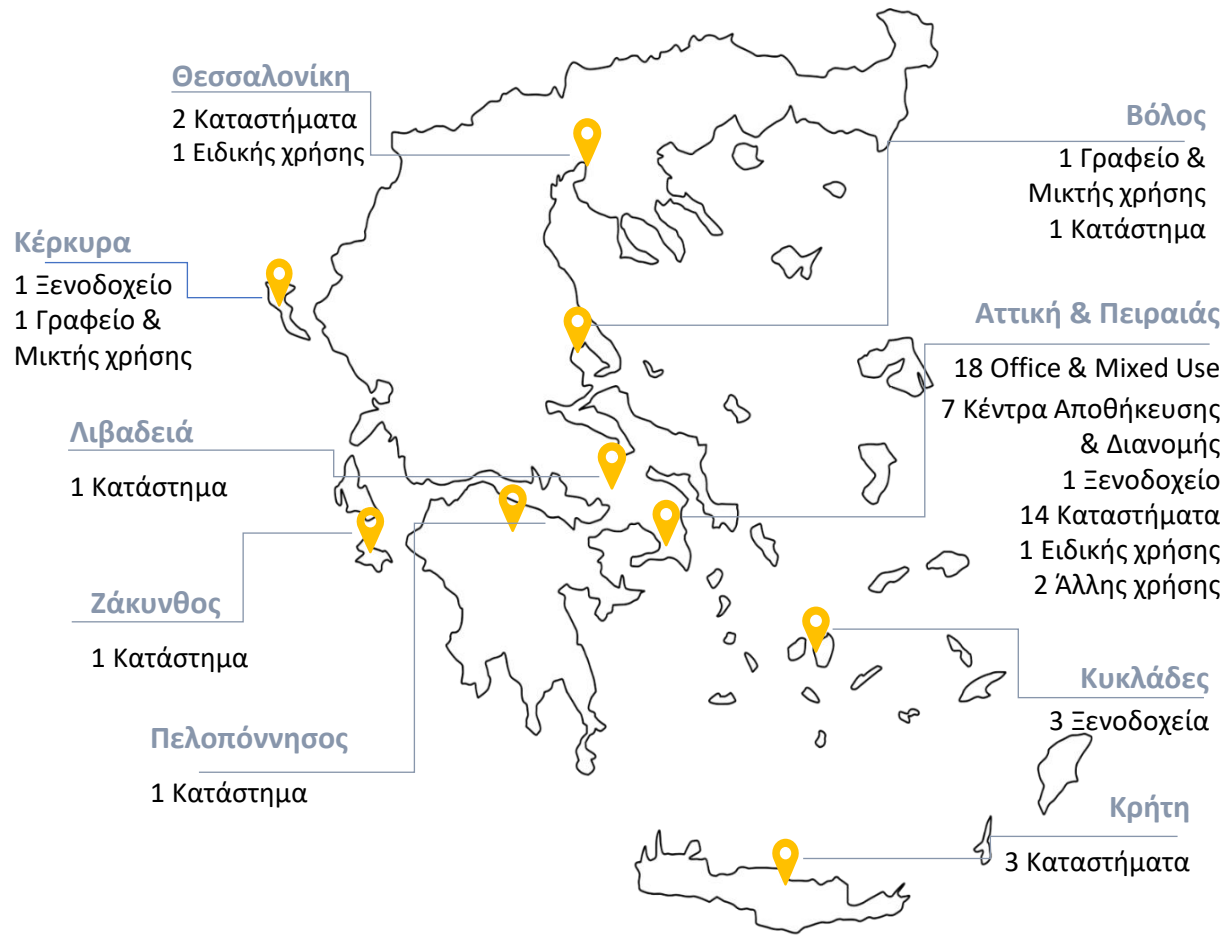 Θεσσαλονίκη
2 Καταστήματα
1 Ειδικής χρήσης
Βόλος
1 Γραφείο &
Μικτής χρήσης
1 Κατάστημα
Κέρκυρα
1 Ξενοδοχείο
1 Γραφείο &
Μικτής χρήσης
Αττική & Πειραιάς
18 Office & Mixed Use
7 Κέντρα Αποθήκευσης
& Διανομής
1 Ξενοδοχείο
14 Καταστήματα
1 Ειδικής χρήσης
2 Άλλης χρήσης
Λιβαδειά
1 Κατάστημα
Ζάκυνθος
1 Κατάστημα
Κυκλάδες
3 Ξενοδοχεία
Πελοπόννησος
1 Κατάστημα
Κρήτη
3 Καταστήματα